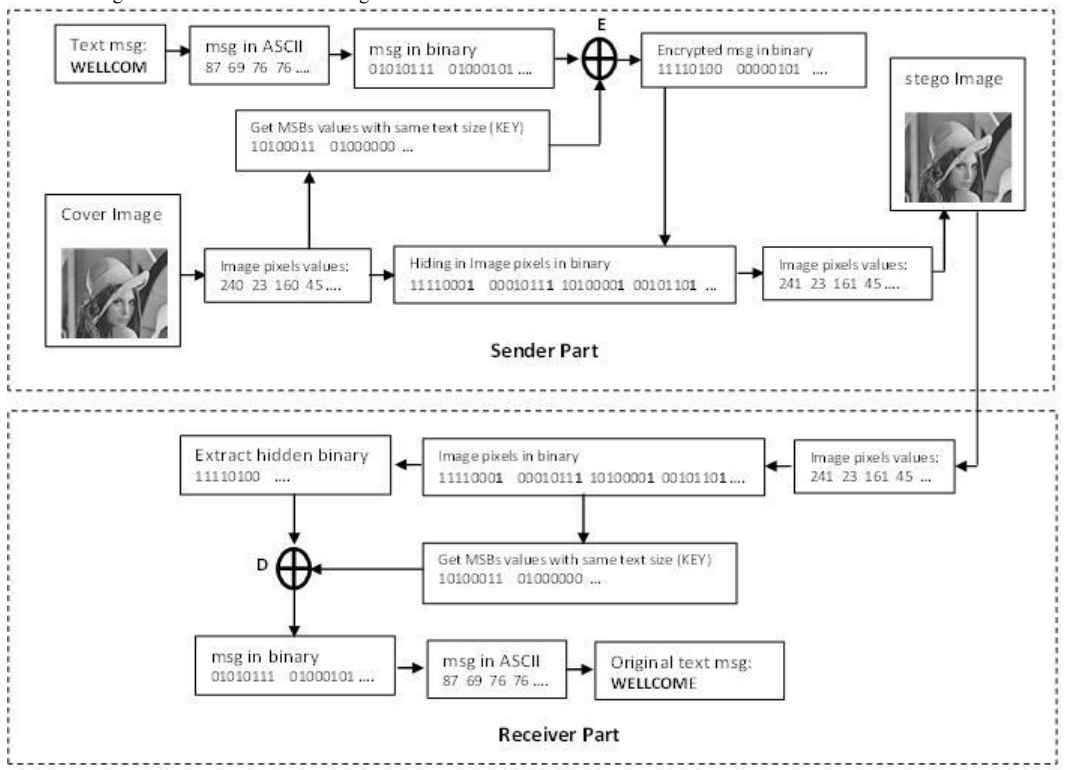 E
Text msg:
WELLCOM
msg in ASCII
87 69 76 76 ....
msg in binary
01010111 01000101 ....
Encrypted msg in binary
11110100 00000101 ....
stego Image
Get MSBs values with same text size (KEY)
10100011 01000000 ...
Cover Image
Image pixels values:
240 23 160 45 ....
Hiding in Image pixels in binary
11110001 00010111 10100001 00101101 ...
Image pixels values:
241 23 161 45 ....
Sender Part
Extract hidden binary
11110100 ....
Image pixels in binary
11110001 00010111 10100001 00101101 ....
Image pixels values:
241 23 161 45 ...
D
Get MSBs values with same text size (KEY)
10100011 01000000 ...
msg in binary
01010111 01000101 ....
msg in ASCII
87 69 76 76 ....
Original text msg:
WELLCOME
Receiver Part